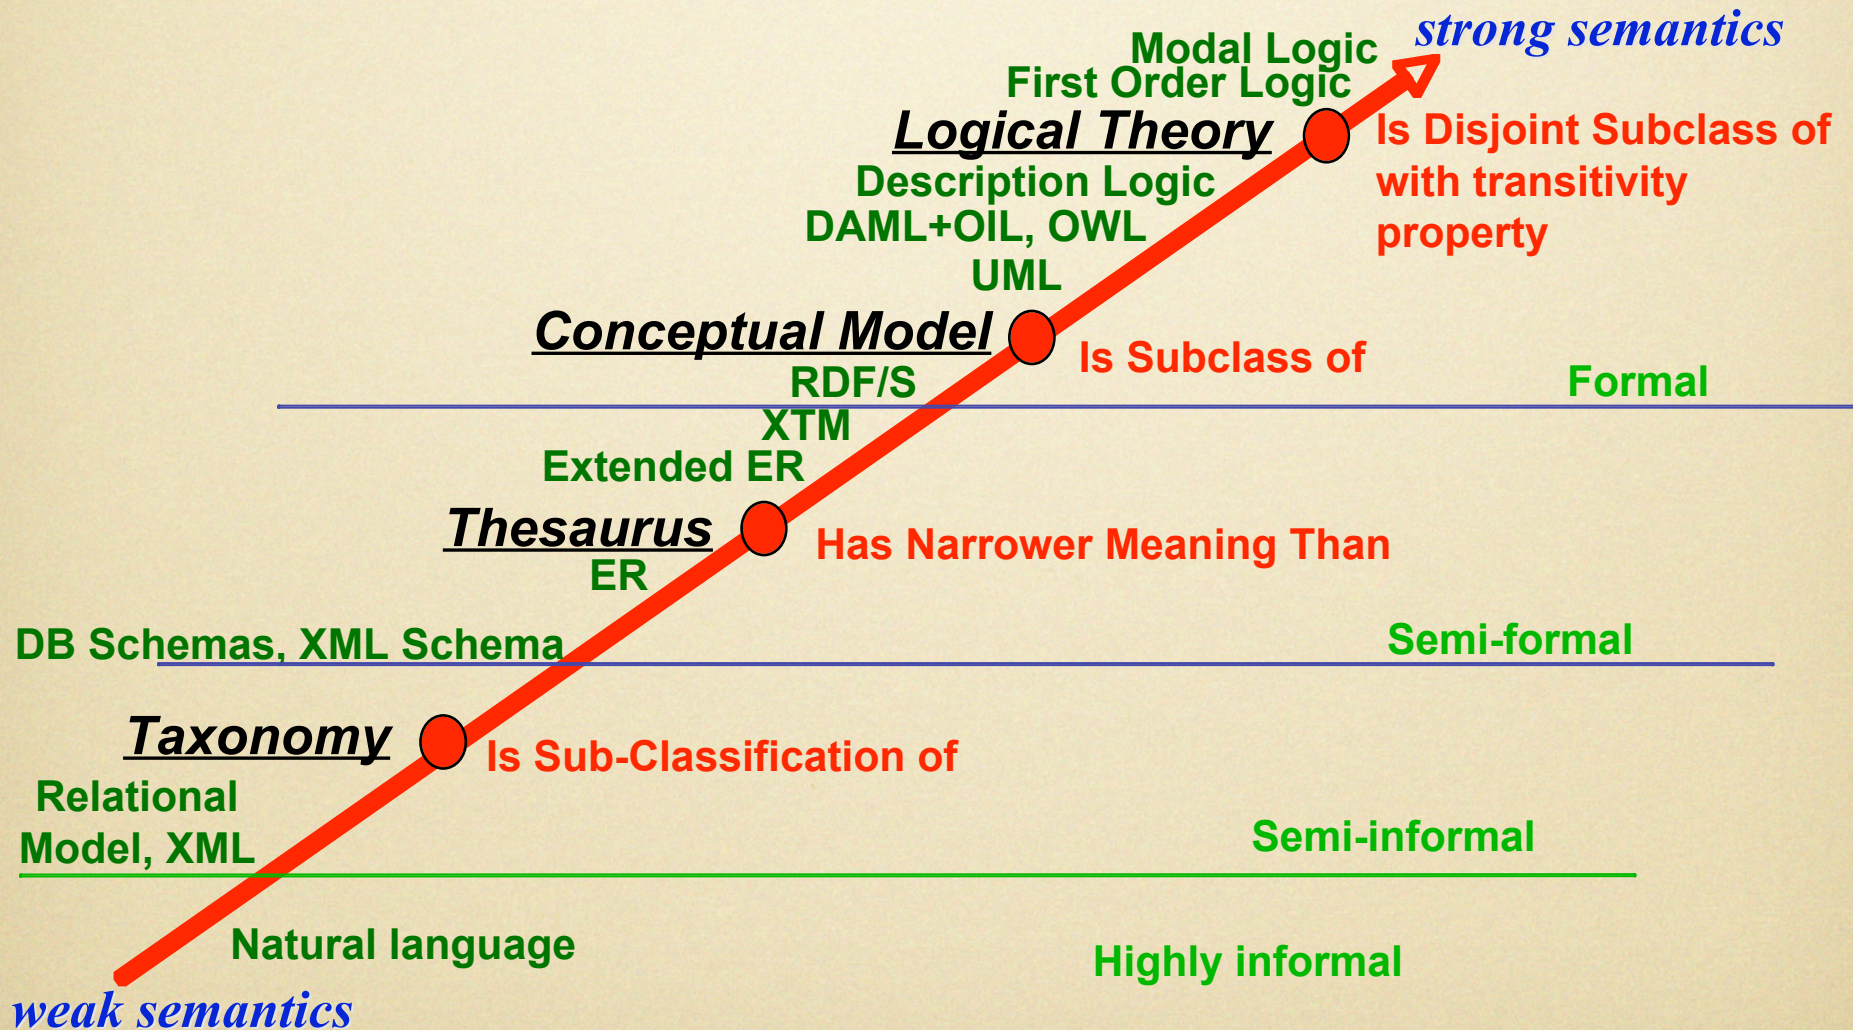 strong semantics
Modal Logic
First Order Logic
Logical Theory
Is Disjoint Subclass of
with transitivity
property
Description Logic
DAML+OIL, OWL
UML
Conceptual Model
Is Subclass of
RDF/S
Formal
XTM
Extended ER
Thesaurus
Has Narrower Meaning Than
ER
DB Schemas, XML Schema
Semi-formal
Taxonomy
Is Sub-Classification of
Relational
Model, XML
Semi-informal
Natural language
Highly informal
weak semantics